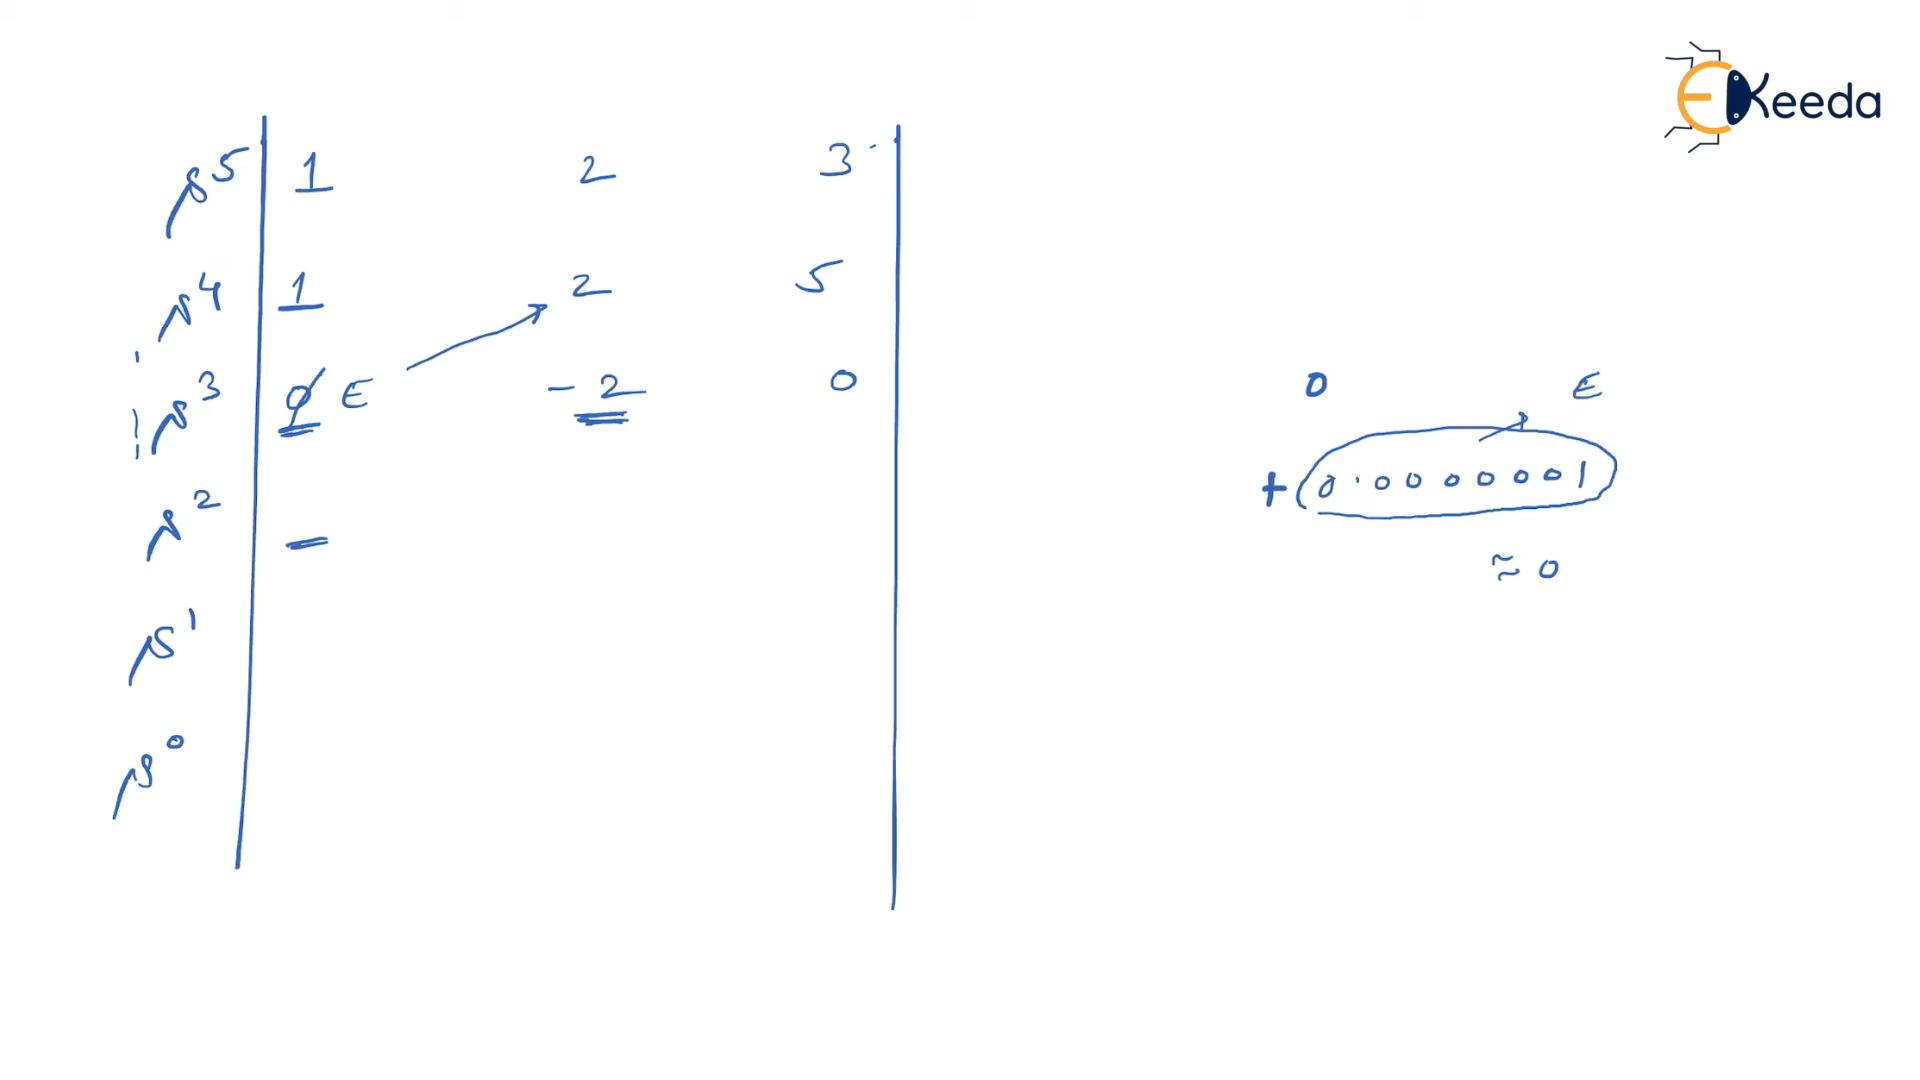 EKeeda
s⁵ 1 2 3
s⁴ 1 2 5
s³ 0 ϵ -2 0
s²
s¹
s⁰
0 ϵ
+ 0.0000001
≈ 0